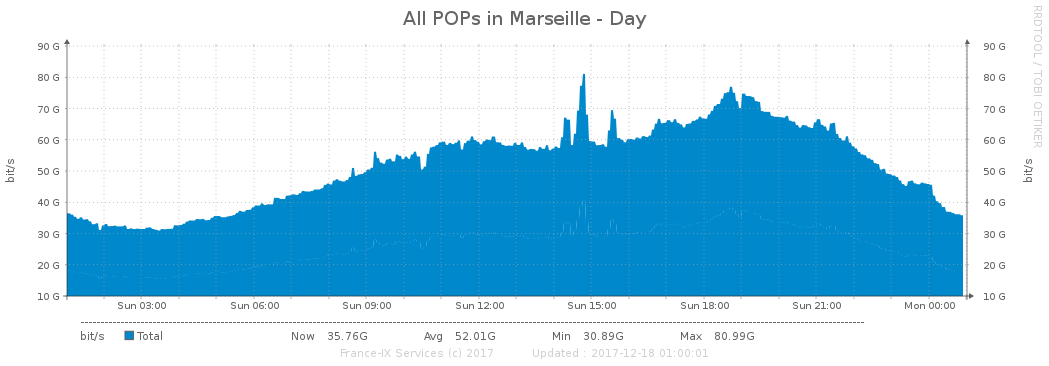 All POPs in Marseille - Day
RRDTOOL / TOBI OETIKER
90 G 90 G
80 G 80 G
70 G 70 G
60 G 60 G
50 G 50 G
40 G 40 G
30 G 30 G
20 G 20 G
10 G 10 G
bit/s
bit/s
Sun 03:00 Sun 06:00 Sun 09:00 Sun 12:00 Sun 15:00 Sun 18:00 Sun 21:00 Mon 00:00
bit/s Total Now 35.76G Avg 52.01G Min 30.89G Max 80.99G
France-IX Services (c) 2017 Updated : 2017-12-18 01:00:01